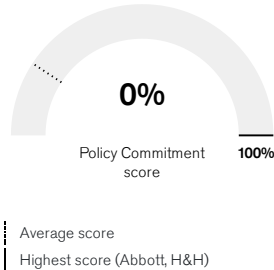 0%
Policy Commitment
score
100%
Average score
Highest score (Abbott, H&H)